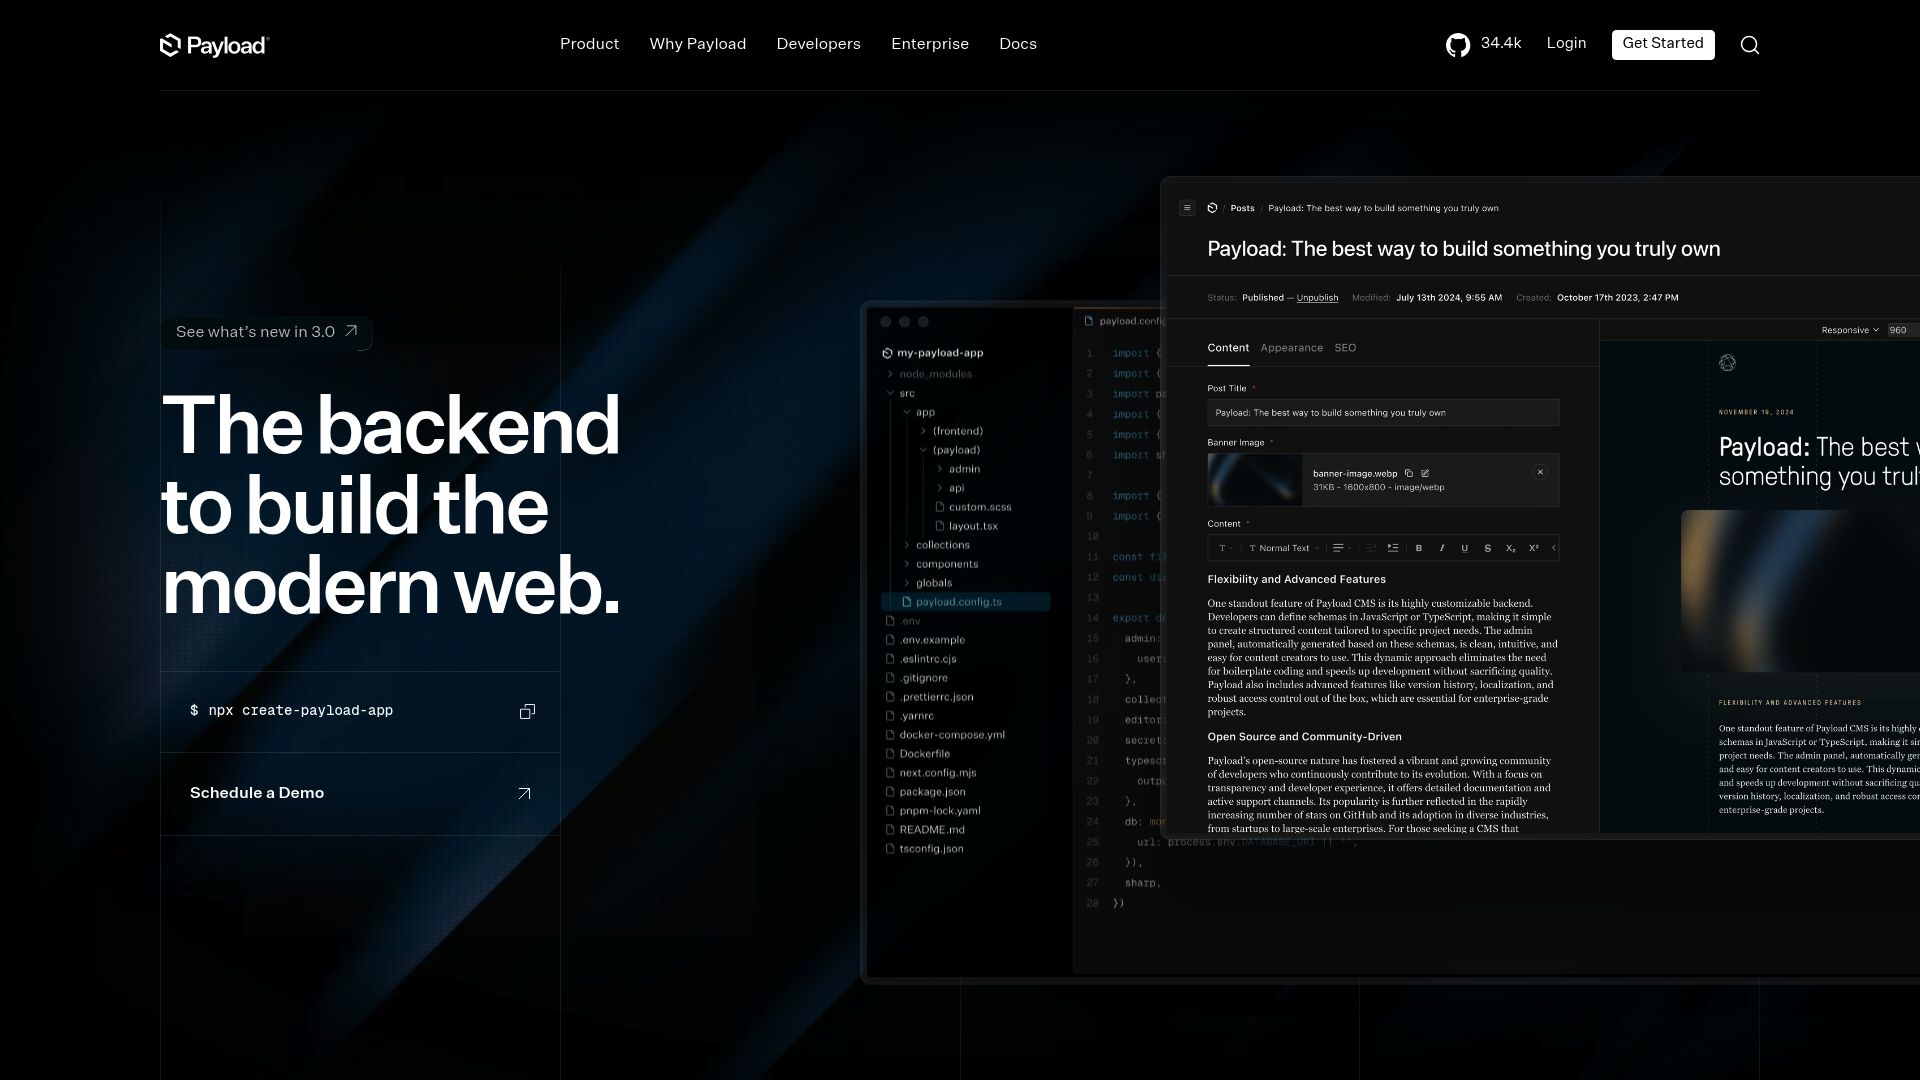 Payload
Product
Why Payload
Developers
Enterprise
Docs
34.4k
Login
Get Started
See what's new in 3.0
The backend
to build the
modern web.
$ npx create-payload-app
Schedule a Demo
my-payload-app
node_modules
src
app
(frontend)
(payload)
admin
api
custom.scss
layout.tsx
collections
components
globals
payload.config.ts
.env
.env.example
.eslintrc.cjs
.gitignore
.prettierrc.json
.yarnrc
docker-compose.yml
Dockerfile
next.config.mjs
package.json
pnpm-lock.yaml
README.md
tsconfig.json
payload.config
1 import {
2 import {
3 import pa
4 import {
5 import {
6 import sh
7
8 import {
9 import {
10
11 const fi
12 const di
13
14 export de
15 admin:
16 user:
17 },
18 collect
19 editor:
20 secret:
21 typesc
22 outpu
23 },
24 db: mon
25 url: process.env.DATABASE_URI || '',
26 }),
27 sharp,
28 })
/ Posts / Payload: The best way to build something you truly own
Payload: The best way to build something you truly own
Status: Published — Unpublish Modified: July 13th 2024, 9:55 AM Created: October 17th 2023, 2:47 PM
Content Appearance SEO
Post Title *
Payload: The best way to build something you truly own
Banner Image *
banner-image.webp
31KB - 1600x800 - image/webp
Content *
T T Normal Text B I U S X₂ X²
Flexibility and Advanced Features
One standout feature of Payload CMS is its highly customizable backend.
Developers can define schemas in JavaScript or TypeScript, making it simple
to create structured content tailored to specific project needs. The admin
panel, automatically generated based on these schemas, is clean, intuitive, and
easy for content creators to use. This dynamic approach eliminates the need
for boilerplate coding and speeds up development without sacrificing quality.
Payload also includes advanced features like version history, localization, and
robust access control out of the box, which are essential for enterprise-grade
projects.
Open Source and Community-Driven
Payload's open-source nature has fostered a vibrant and growing community
of developers who continuously contribute to its evolution. With a focus on
transparency and developer experience, it offers detailed documentation and
active support channels. Its popularity is further reflected in the rapidly
increasing number of stars on GitHub and its adoption in diverse industries,
from startups to large-scale enterprises. For those seeking a CMS that
Responsive 960
NOVEMBER 19, 2024
Payload: The best w
something you trul
FLEXIBILITY AND ADVANCED FEATURES
One standout feature of Payload CMS is its highly
schemas in JavaScript or TypeScript, making it sim
project needs. The admin panel, automatically gen
and easy for content creators to use. This dynamic
and speeds up development without sacrificing qua
version history, localization, and robust access con
enterprise-grade projects.